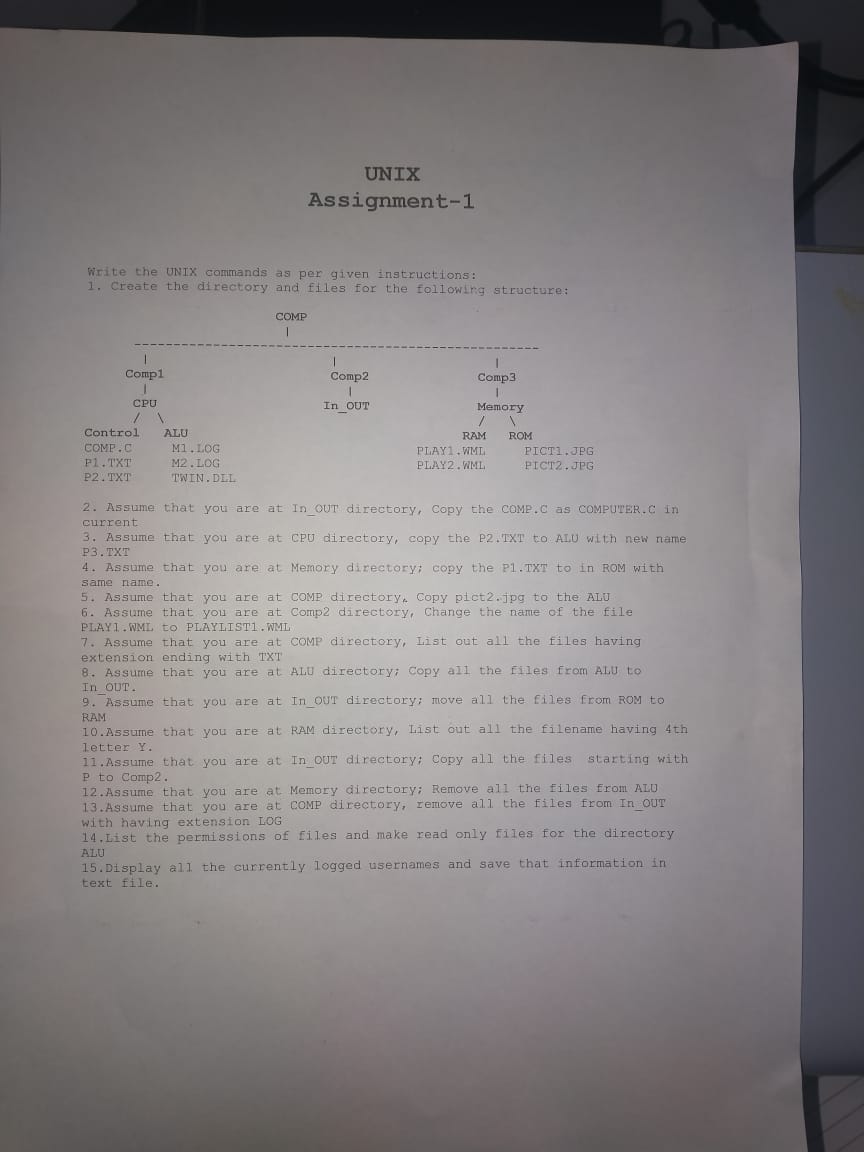 UNIX
Assignment-1
Write the UNIX commands as per given instructions:
1. Create the directory and files for the following structure:
COMP
|
----------------------------------------------------
| | |
Comp1 Comp2 Comp3
| | |
CPU In_OUT Memory
/ \ / \
Control ALU RAM ROM
COMP.C M1.LOG PLAY1.WML PICT1.JPG
P1.TXT M2.LOG PLAY2.WML PICT2.JPG
P2.TXT TWIN.DLL
2. Assume that you are at In_OUT directory, Copy the COMP.C as COMPUTER.C in
current
3. Assume that you are at CPU directory, copy the P2.TXT to ALU with new name
P3.TXT
4. Assume that you are at Memory directory; copy the P1.TXT to in ROM with
same name.
5. Assume that you are at COMP directory. Copy pict2.jpg to the ALU
6. Assume that you are at Comp2 directory, Change the name of the file
PLAY1.WML to PLAYLIST1.WML
7. Assume that you are at COMP directory, List out all the files having
extension ending with TXT
8. Assume that you are at ALU directory; Copy all the files from ALU to
In_OUT.
9. Assume that you are at In_OUT directory; move all the files from ROM to
RAM
10.Assume that you are at RAM directory, List out all the filename having 4th
letter Y.
11.Assume that you are at In_OUT directory; Copy all the files starting with
P to Comp2.
12.Assume that you are at Memory directory; Remove all the files from ALU
13.Assume that you are at COMP directory, remove all the files from In_OUT
with having extension LOG
14.List the permissions of files and make read only files for the directory
ALU
15.Display all the currently logged usernames and save that information in
text file.